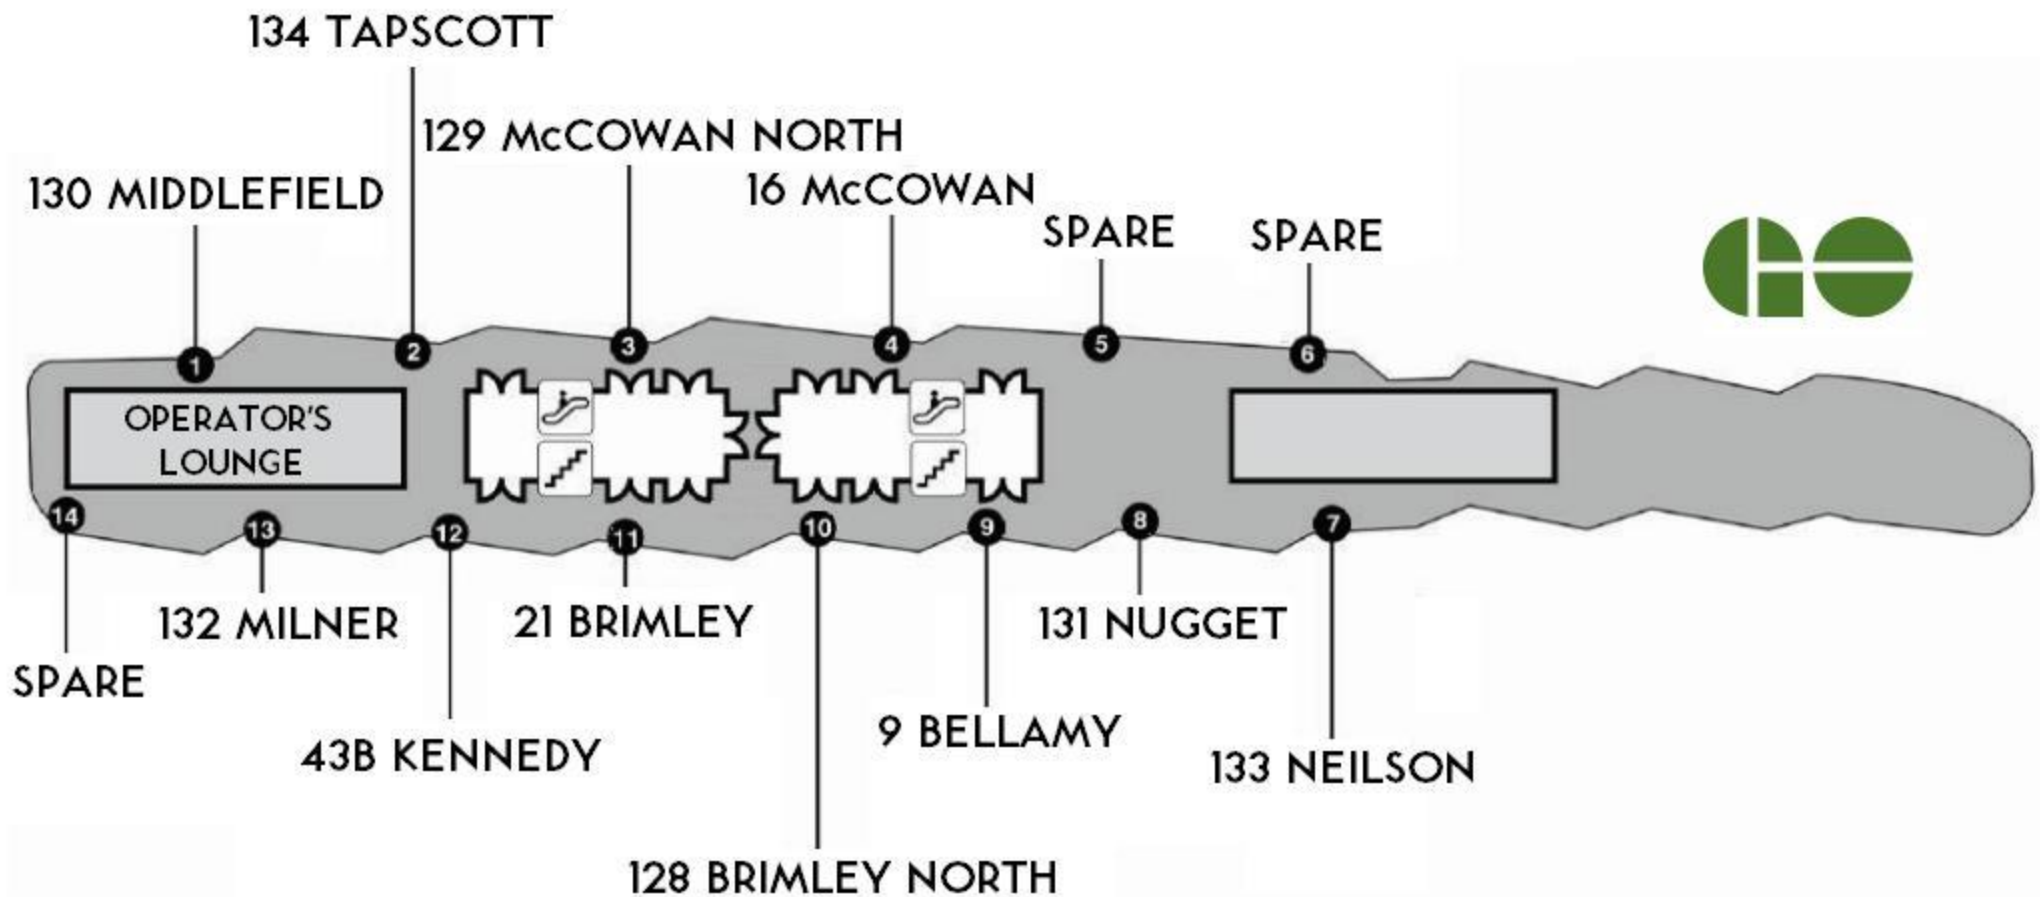 134 TAPSCOTT
129 McCOWAN NORTH
130 MIDDLEFIELD
16 McCOWAN
SPARE
SPARE
GO
1
2
3
4
5
6
OPERATOR'S
LOUNGE
14
13
12
11
10
9
8
7
132 MILNER
21 BRIMLEY
131 NUGGET
SPARE
43B KENNEDY
9 BELLAMY
133 NEILSON
128 BRIMLEY NORTH